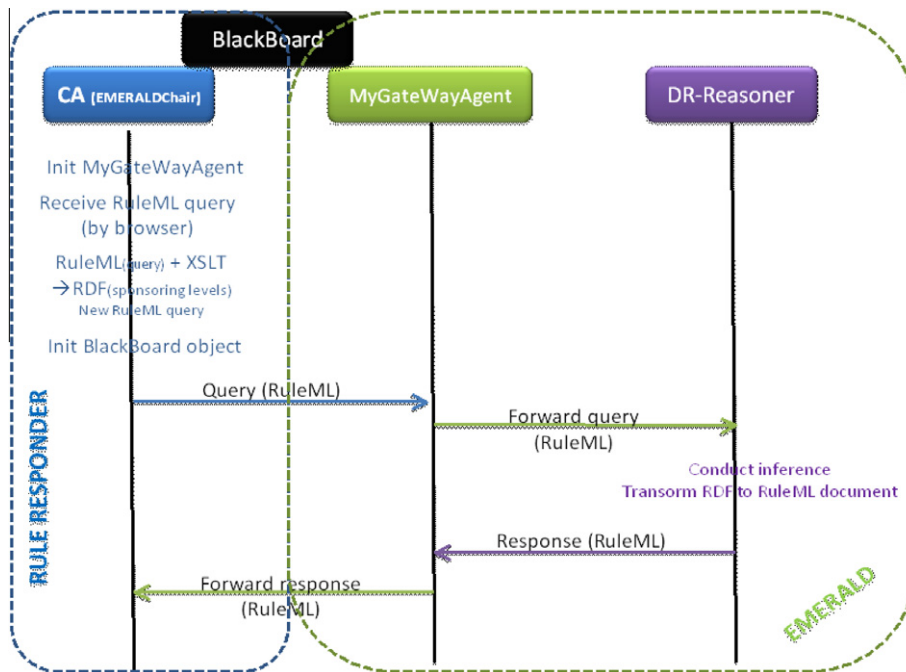 BlackBoard
CA [EMERALDChair]
MyGateWayAgent
DR-Reasoner
Init MyGateWayAgent
Receive RuleML query
(by browser)
RuleML(query) + XSLT
→RDF(sponsoring levels)
New RuleML query
Init BlackBoard object
Query (RuleML)
Forward query
(RuleML)
Conduct inference
Transorm RDF to RuleML document
Response (RuleML)
Forward response
(RuleML)
RULE RESPONDER
EMERALD